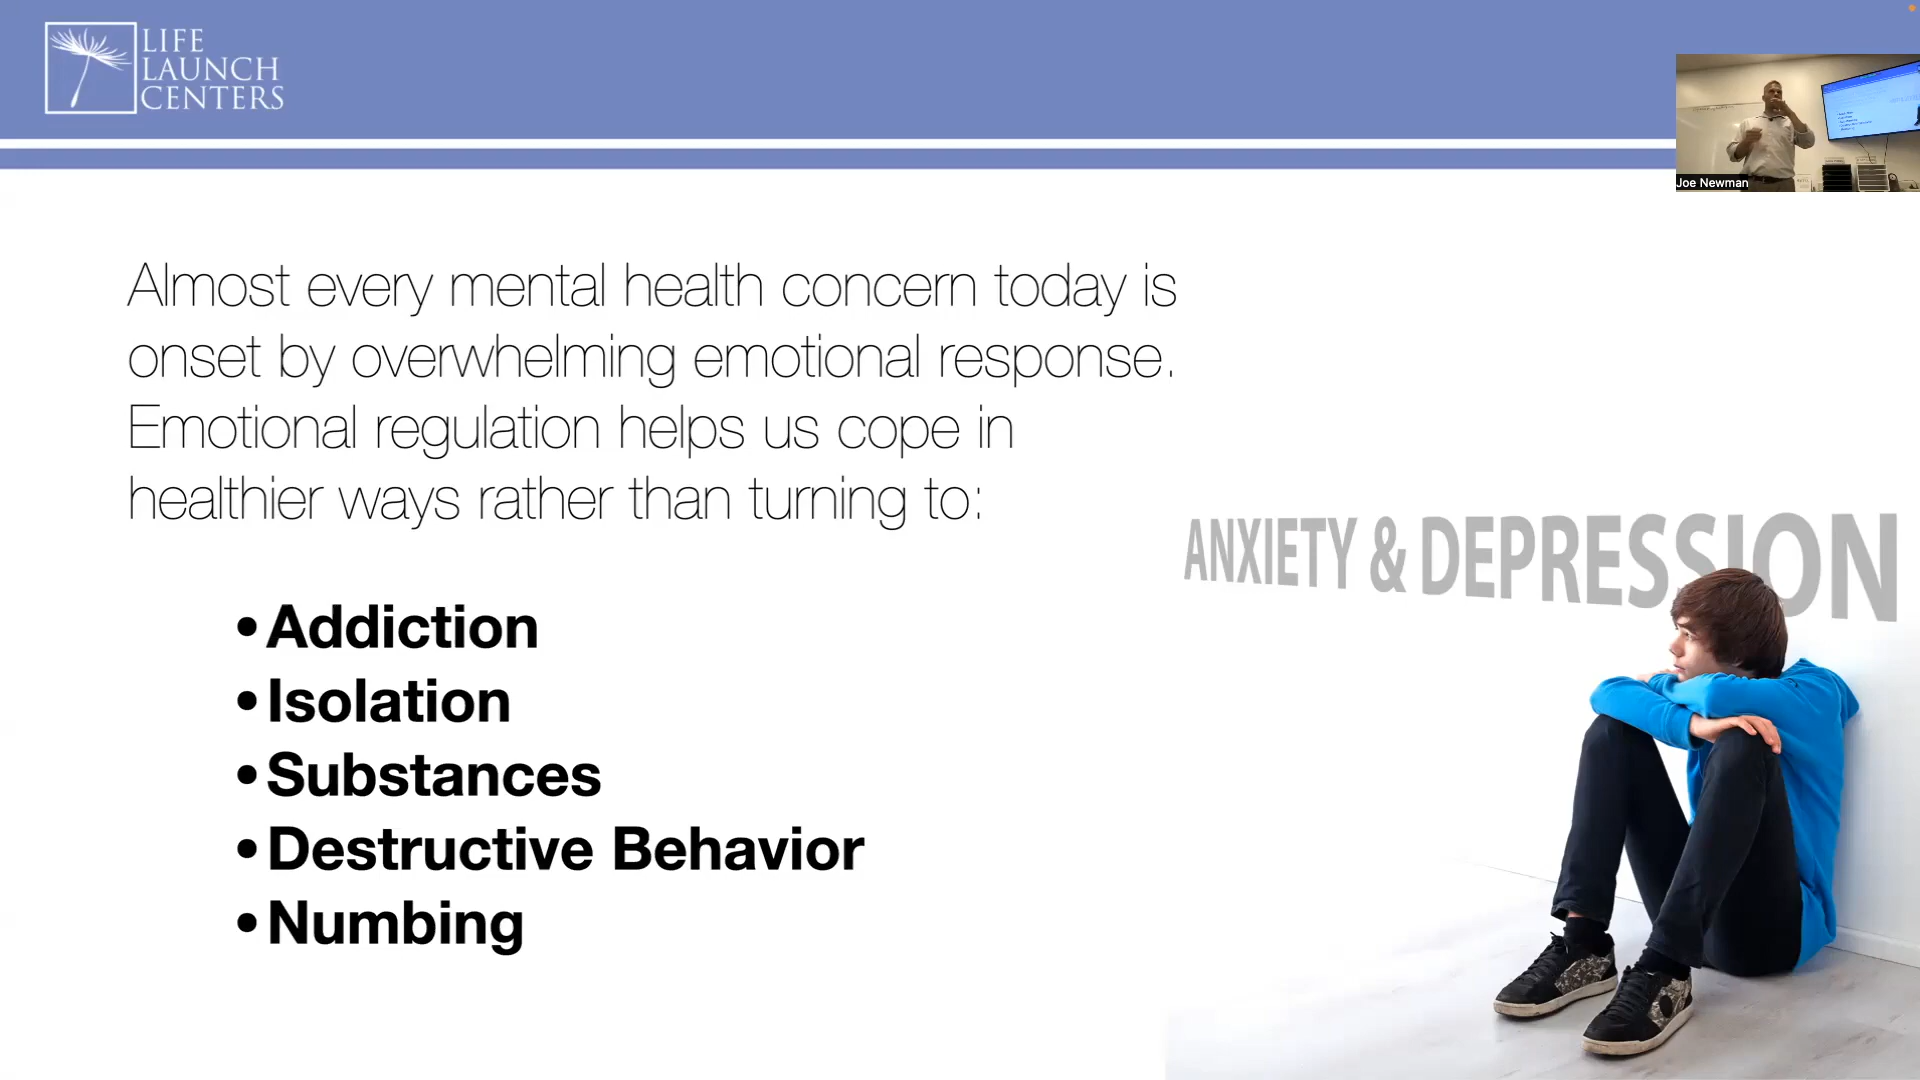 LIFE
LAUNCH
CENTERS
Joe Newman
Almost every mental health concern today is
onset by overwhelming emotional response.
Emotional regulation helps us cope in
healthier ways rather than turning to:
ANXIETY & DEPRESSION
•Addiction
•Isolation
•Substances
•Destructive Behavior
•Numbing